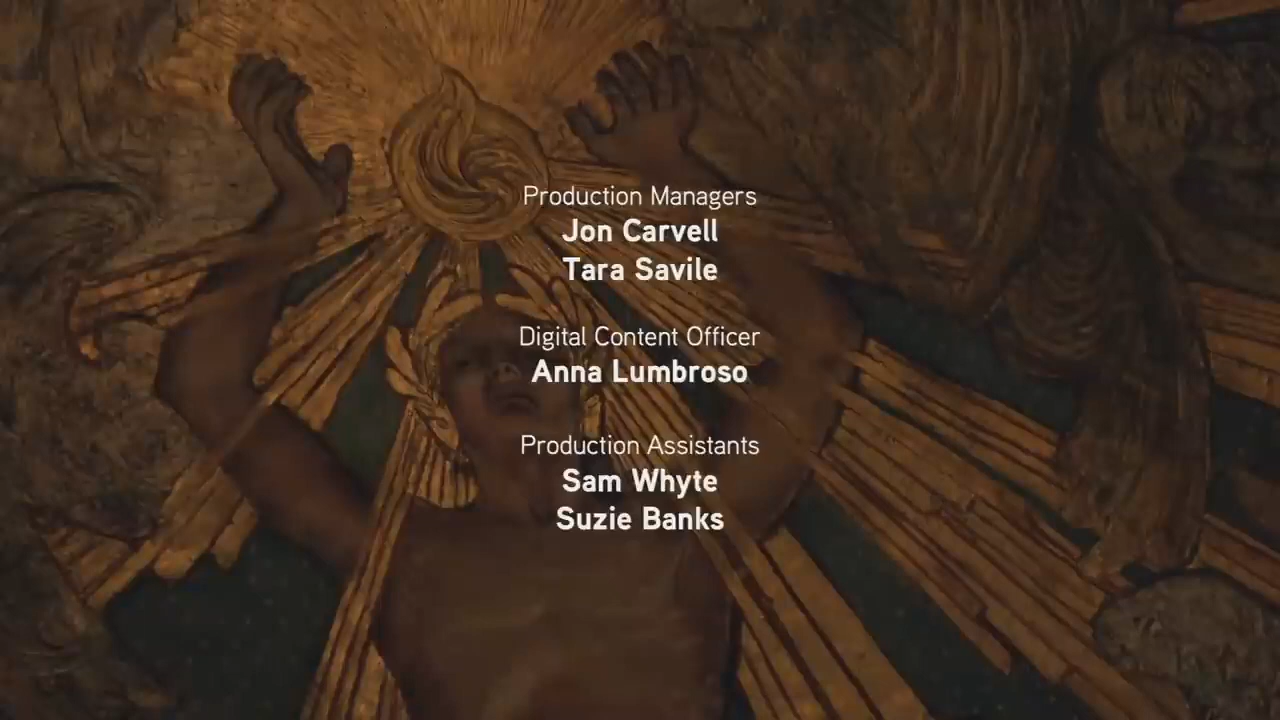 Production Managers
Jon Carvell
Tara Savile
Digital Content Officer
Anna Lumbroso
Production Assistants
Sam Whyte
Suzie Banks